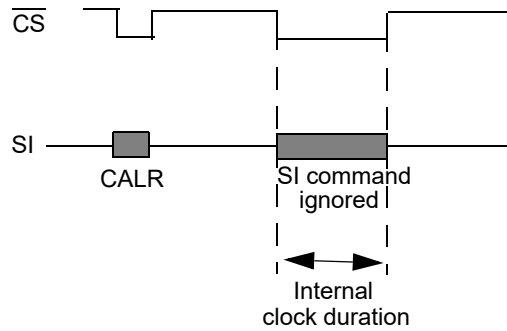 CS
SI
CALR
SI command
ignored
Internal
clock duration